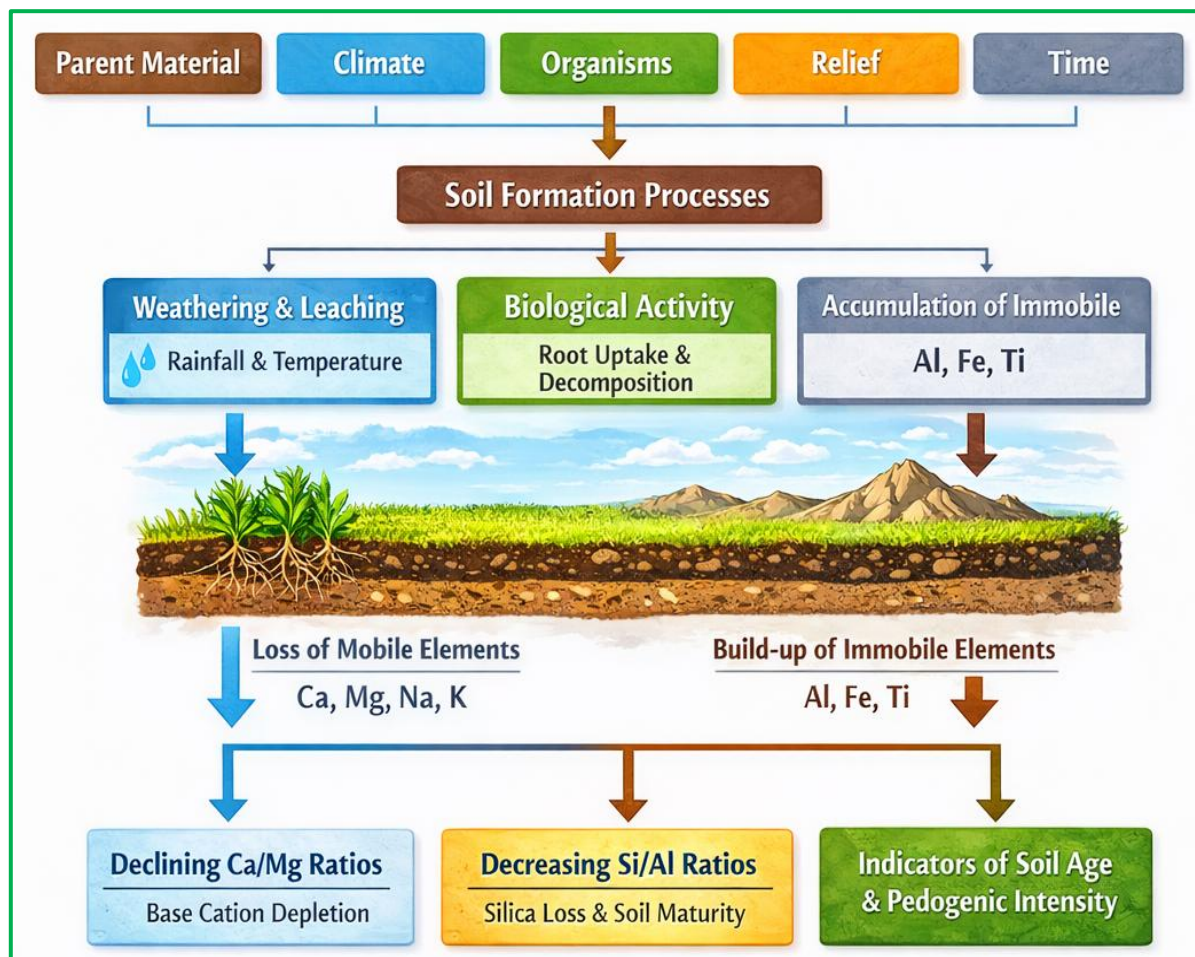 Parent Material
Climate
Organisms
Relief
Time
Soil Formation Processes
Weathering & Leaching
Rainfall & Temperature
Biological Activity
Root Uptake &
Decomposition
Accumulation of Immobile
Al, Fe, Ti
Loss of Mobile Elements
Ca, Mg, Na, K
Build-up of Immobile Elements
Al, Fe, Ti
Declining Ca/Mg Ratios
Base Cation Depletion
Decreasing Si/Al Ratios
Silica Loss & Soil Maturity
Indicators of Soil Age
& Pedogenic Intensity